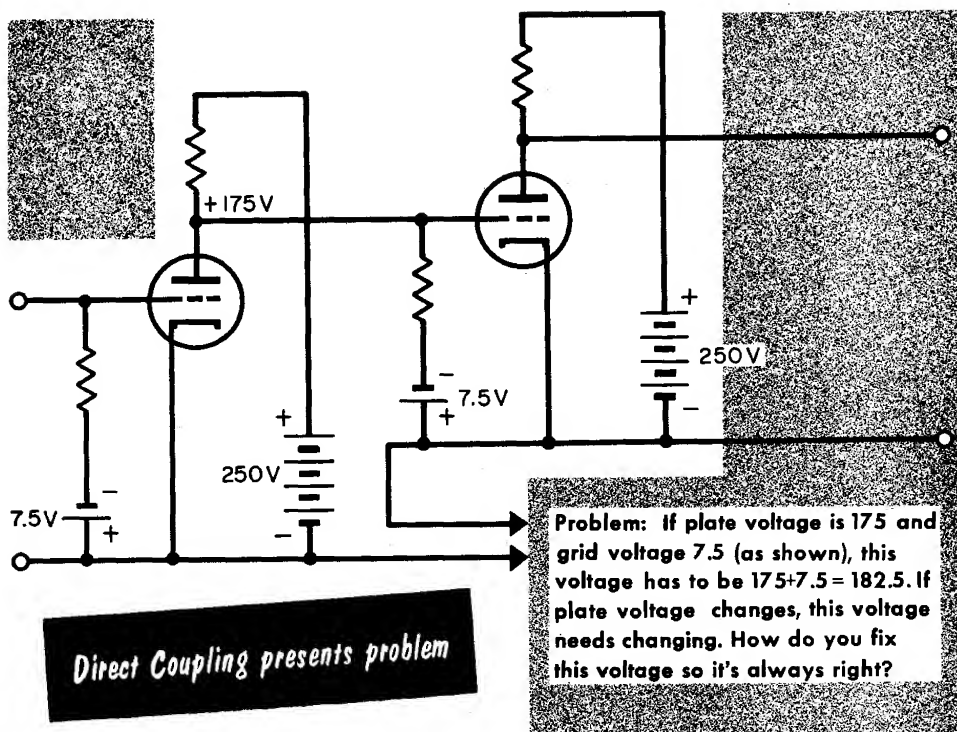 +175V
+
250V
-
-
7.5V
+
+
250V
-
-
7.5V
+
Problem: If plate voltage is 175 and
grid voltage 7.5 (as shown), this
voltage has to be 175+7.5 = 182.5. If
plate voltage changes, this voltage
needs changing. How do you fix
this voltage so it's always right?
Direct Coupling presents problem